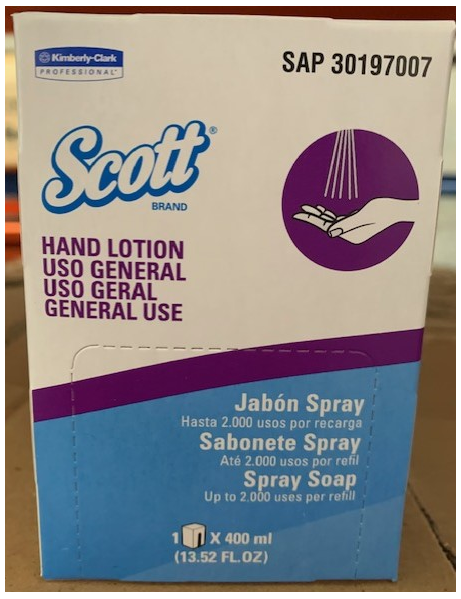 Kimberly-Clark
PROFESSIONAL*
SAP 30197007
Scott®
BRAND
HAND LOTION
USO GENERAL
USO GERAL
GENERAL USE
Jabón Spray
Hasta 2.000 usos por recarga
Sabonete Spray
Até 2.000 usos por refil
Spray Soap
Up to 2.000 uses per refill
1 X 400 ml
(13.52 FL.OZ)